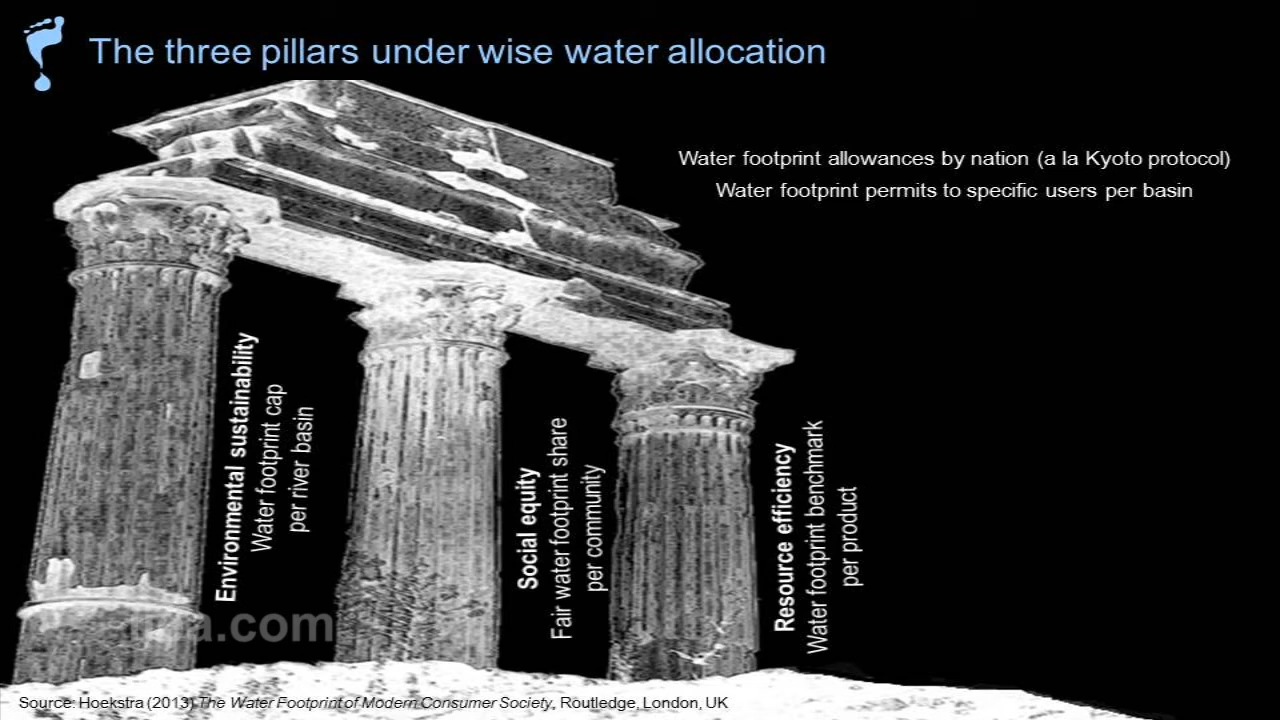 The three pillars under wise water allocation
Water footprint allowances by nation (a la Kyoto protocol)
Water footprint permits to specific users per basin
Environmental sustainability
Water footprint cap
per river basin
Social equity
Fair water footprint share
per community
Resource efficiency
Water footprint benchmark
per product
a.com
Source: Hoekstra (2013) The Water Footprint of Modern Consumer Society, Routledge, London, UK